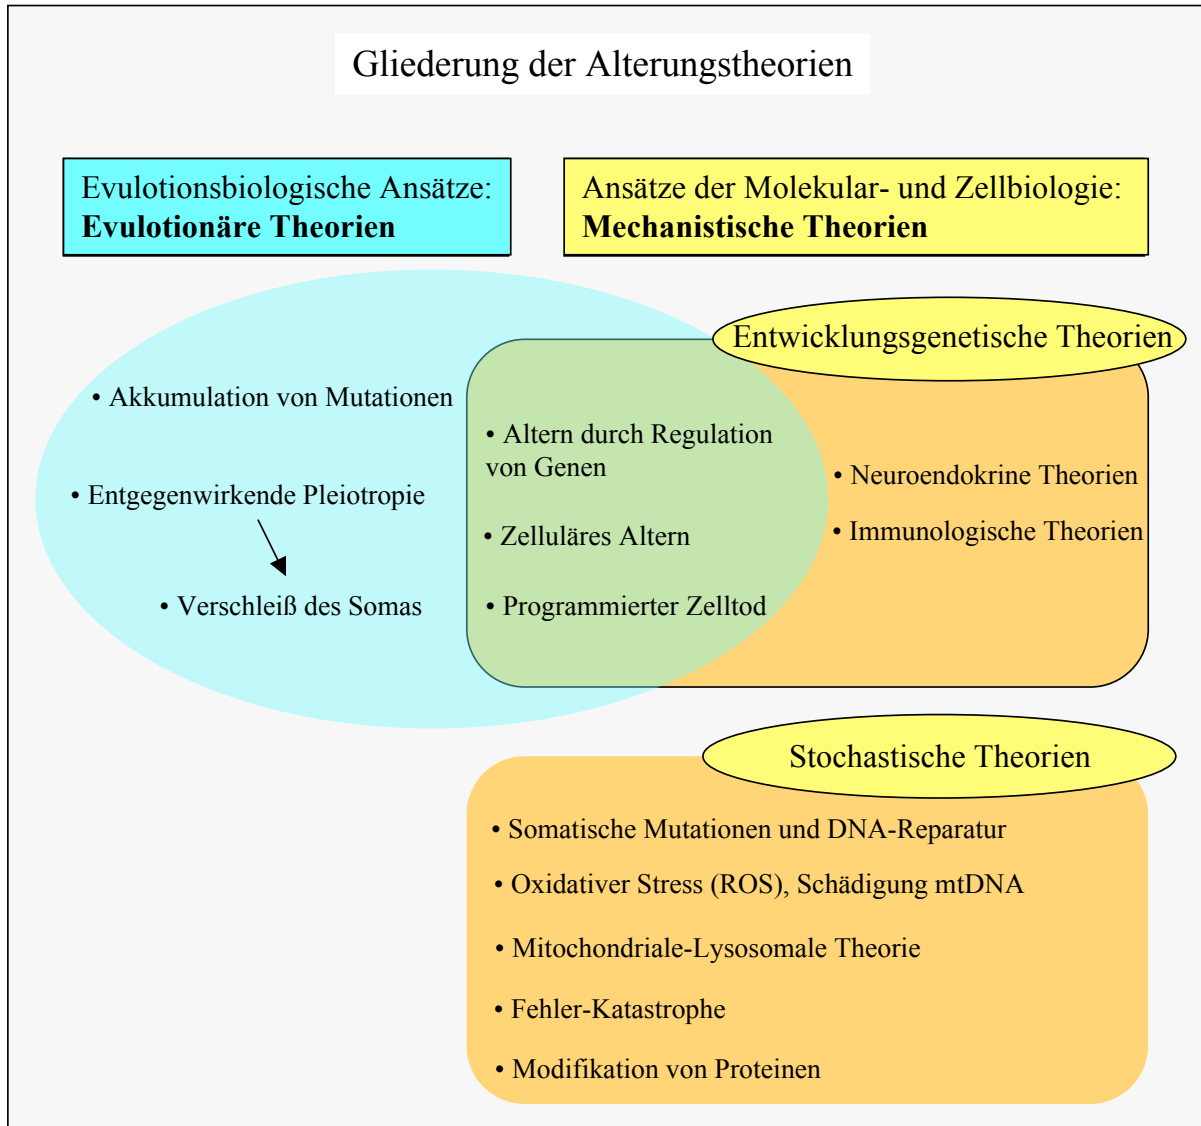 Gliederung der Alterungstheorien
Evulotionsbiologische Ansätze:
Evulotionäre Theorien
Ansätze der Molekular- und Zellbiologie:
Mechanistische Theorien
• Akkumulation von Mutationen
• Entgegenwirkende Pleiotropie
• Verschleiß des Somas
• Altern durch Regulation
von Genen
• Zelluläres Altern
• Programmierter Zelltod
Entwicklungsgenetische Theorien
• Neuroendokrine Theorien
• Immunologische Theorien
Stochastische Theorien
• Somatische Mutationen und DNA-Reparatur
• Oxidativer Stress (ROS), Schädigung mtDNA
• Mitochondriale-Lysosomale Theorie
• Fehler-Katastrophe
• Modifikation von Proteinen